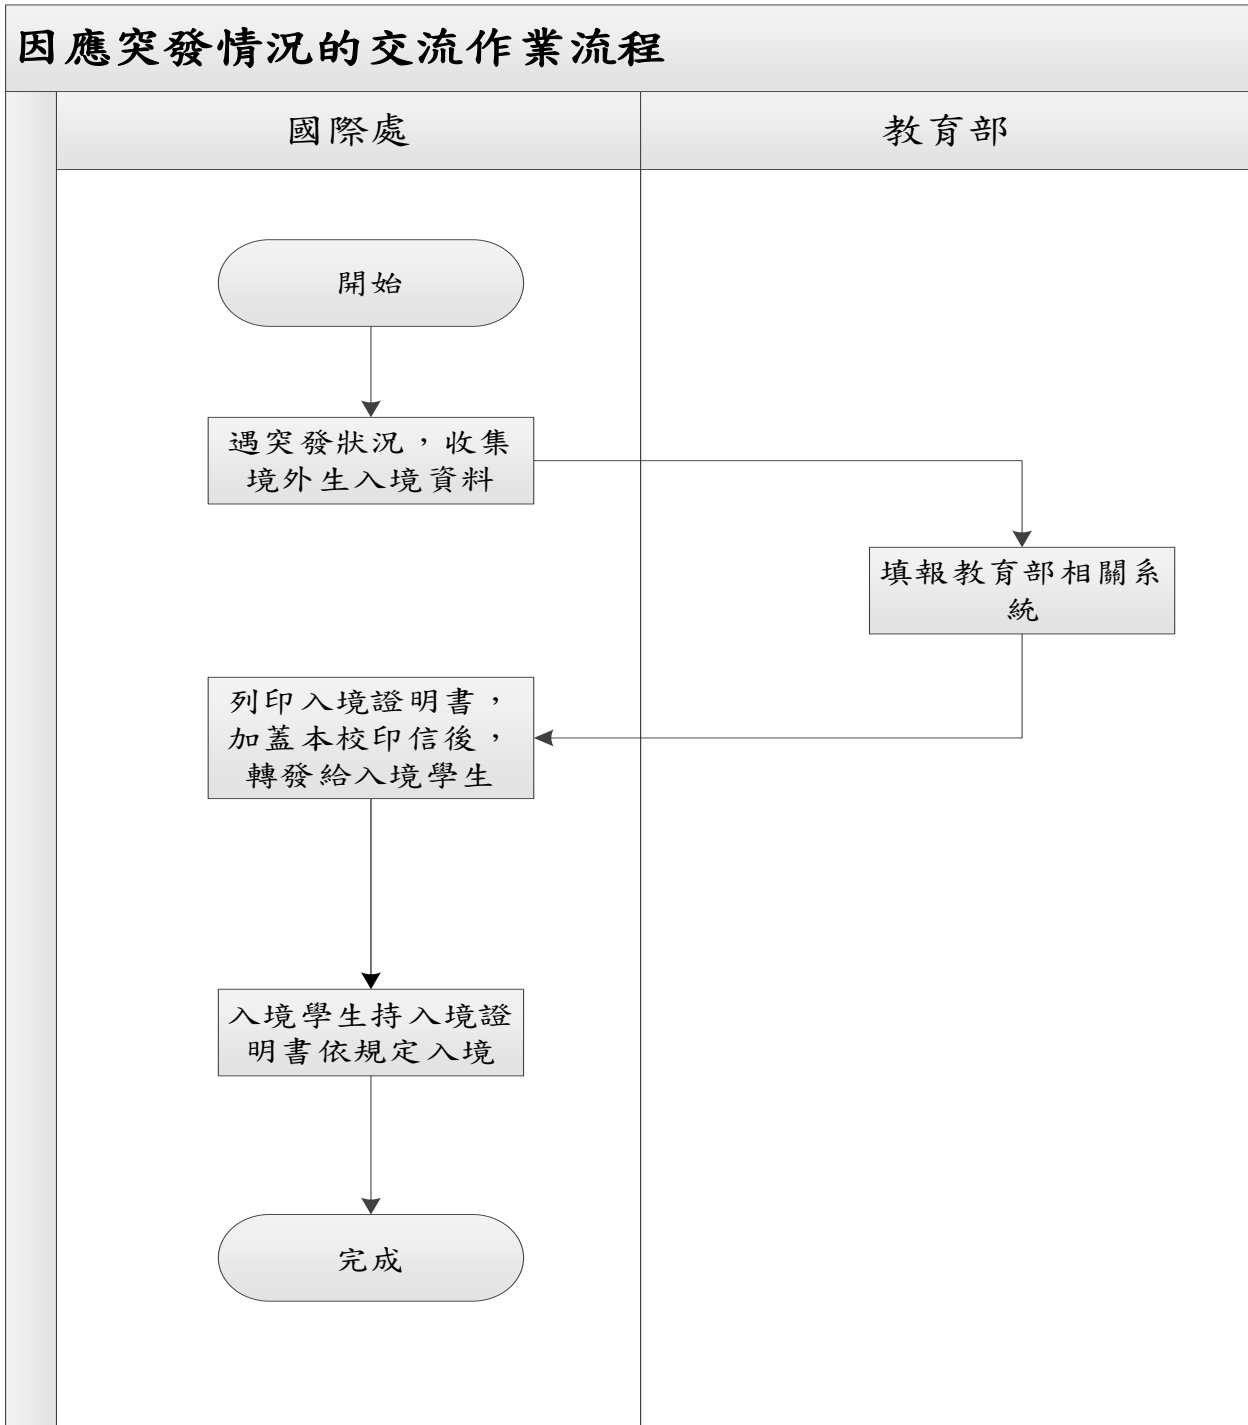 因應突發情況的交流作業流程
國際處
教育部
開始
遇突發狀況，收集
境外生入境資料
填報教育部相關系
統
列印入境證明書，
加蓋本校印信後，
轉發給入境學生
入境學生持入境證
明書依規定入境
完成